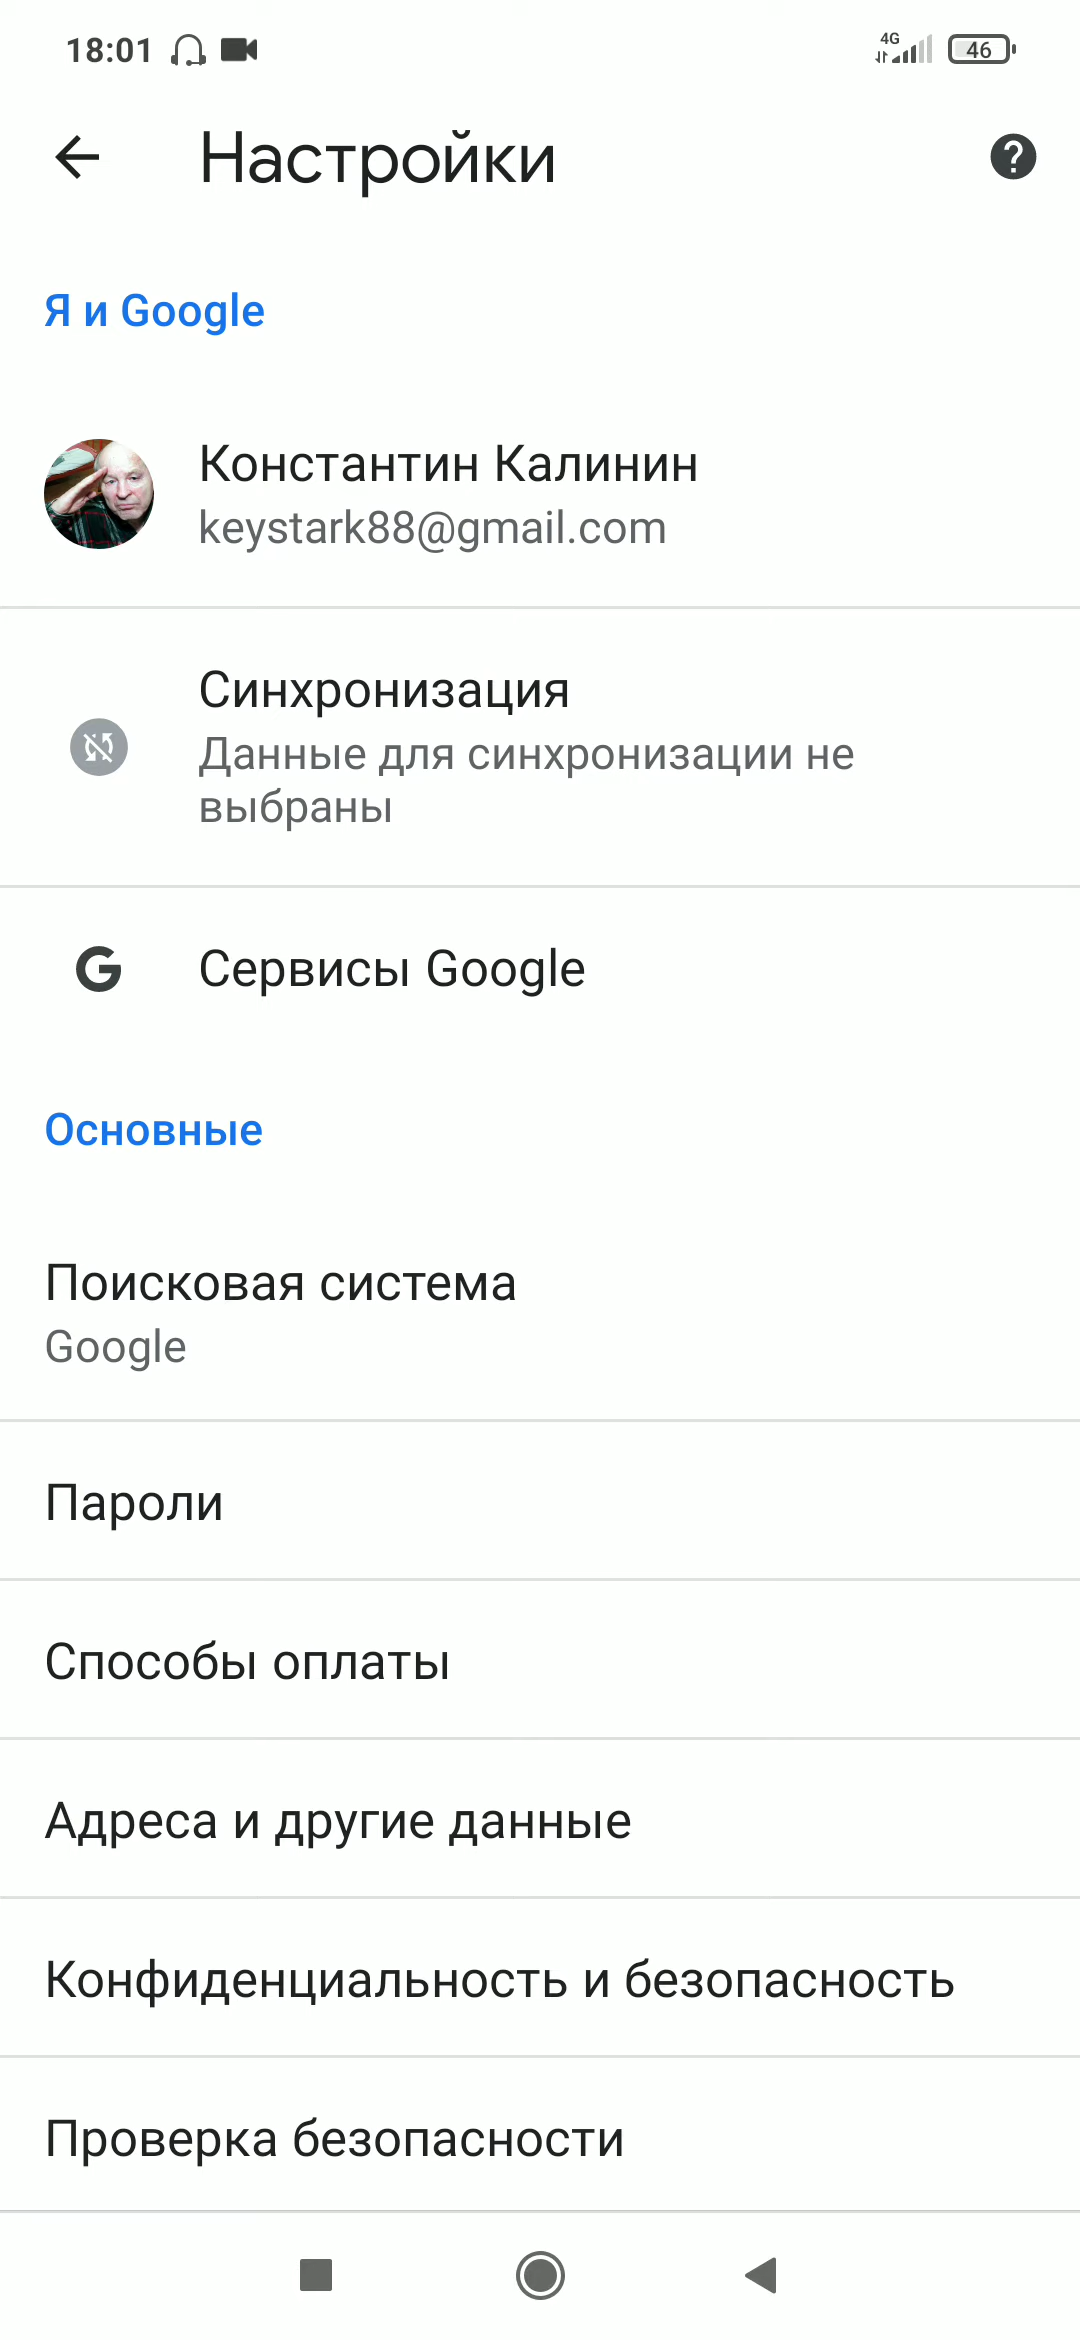 18:01
4G
46
Настройки
Я и Google
Константин Калинин
keystark88@gmail.com
Синхронизация
Данные для синхронизации не
выбраны
Сервисы Google
Основные
Поисковая система
Google
Пароли
Способы оплаты
Адреса и другие данные
Конфиденциальность и безопасность
Проверка безопасности